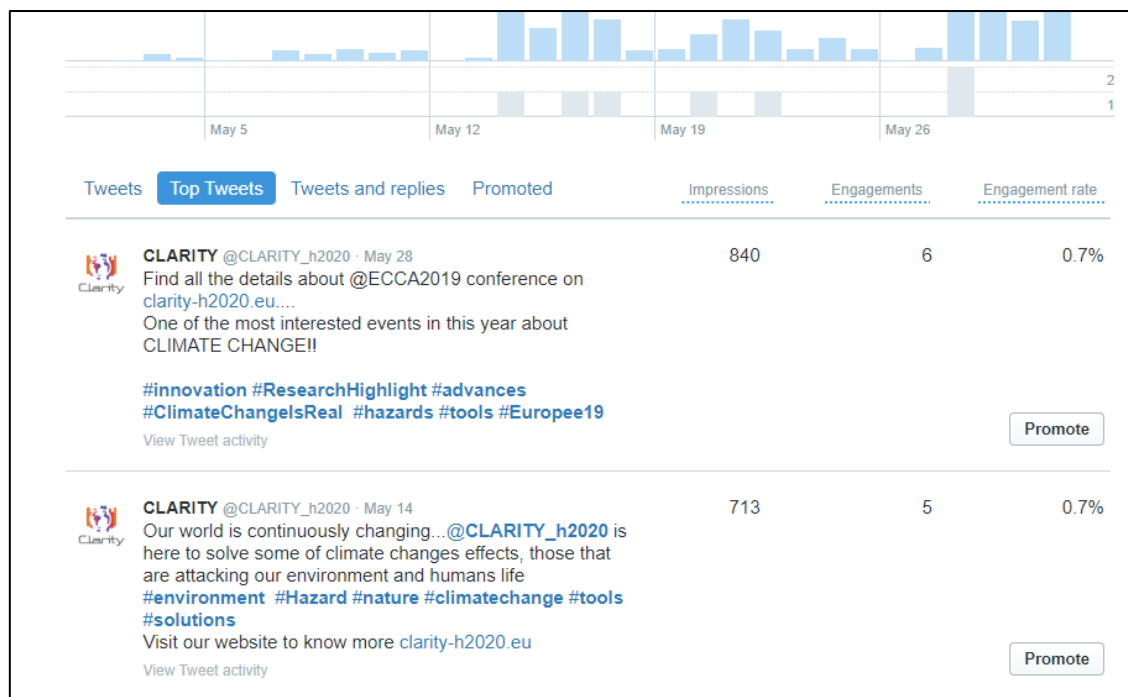 2
1
May 5 May 12 May 19 May 26
Tweets Top Tweets Tweets and replies Promoted Impressions Engagements Engagement rate
CLARITY @CLARITY_h2020 · May 28 840 6 0.7%
Find all the details about @ECCA2019 conference on
clarity-h2020.eu....
One of the most interested events in this year about
CLIMATE CHANGE!!
#innovation #ResearchHighlight #advances
#ClimateChangeIsReal #hazards #tools #Europee19
View Tweet activity
Promote
Clarity
CLARITY @CLARITY_h2020 · May 14 713 5 0.7%
Our world is continuously changing...@CLARITY_h2020 is
here to solve some of climate changes effects, those that
are attacking our environment and humans life
#environment #Hazard #nature #climatechange #tools
#solutions
Visit our website to know more clarity-h2020.eu
View Tweet activity
Promote
Clarity